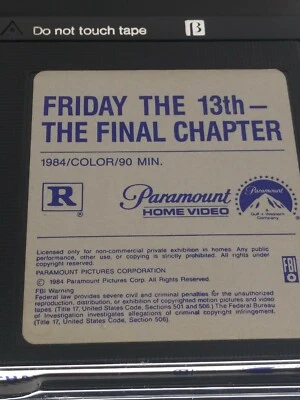 Do not touch tape β
FRIDAY THE 13th —
THE FINAL CHAPTER
1984/COLOR/90 MIN.
R
Paramount
HOME VIDEO
Paramount
A
Gulf + Western
Company
Licensed only for non-commercial private exhibition in homes. Any public
performance, other use, or copying is strictly prohibited. All rights under
copyright reserved.
PARAMOUNT PICTURES CORPORATION
© 1984 Paramount Pictures Corp. All Rights Reserved.
FBI Warning
Federal law provides severe civil and criminal penalties for the unauthorized
reproduction, distribution, or exhibition of copyrighted motion pictures and video
tapes. (Title 17, United States Code, Sections 501 and 506.) The Federal Bureau
of Investigation investigates allegations of criminal copyright infringement.
(Title 17, United States Code, Section 506).
FBI